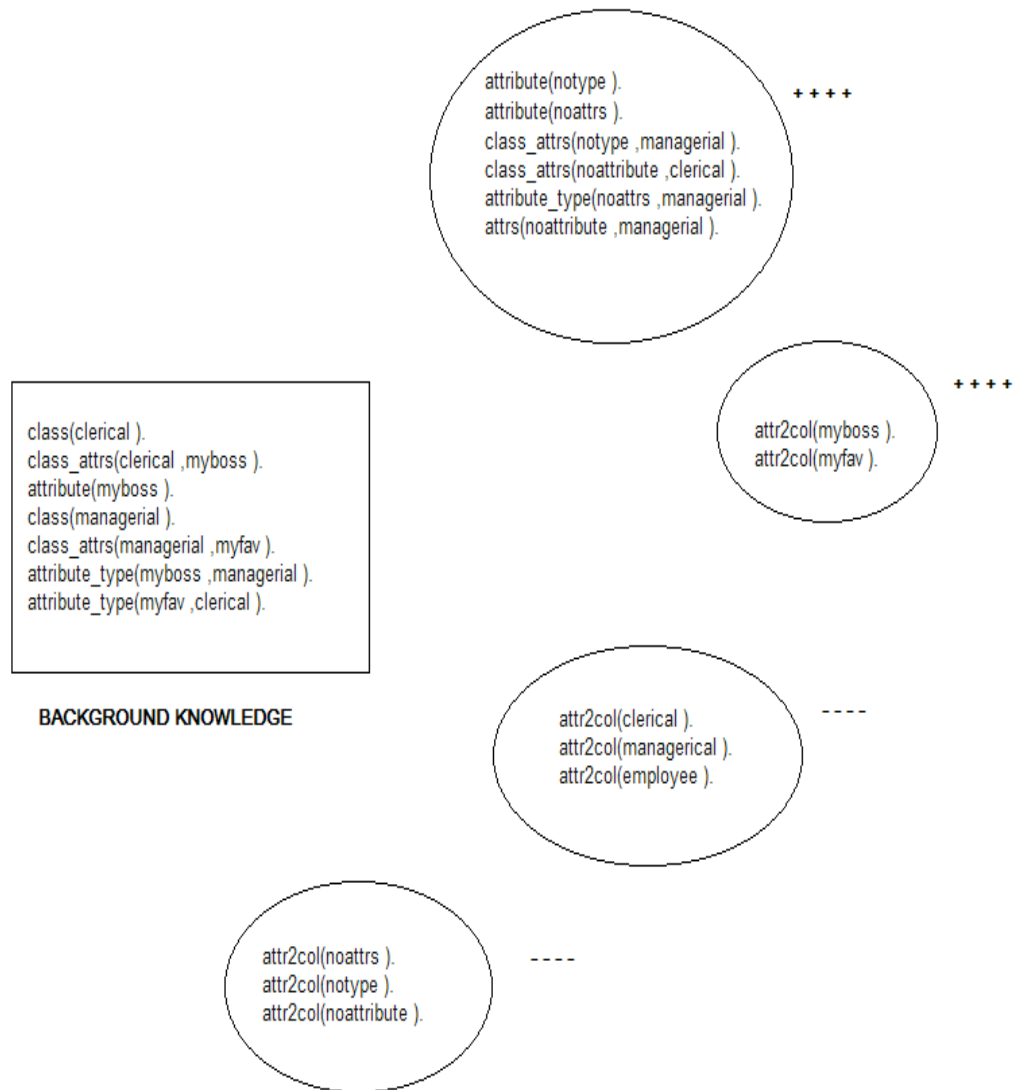 attribute(notype ).
attribute(noattrs ).
class_attrs(notype ,managerial ).
class_attrs(noattribute ,clerical ).
attribute_type(noattrs ,managerial ).
attrs(noattribute ,managerial ).
+ + + +
attr2col(myboss ).
attr2col(myfav ).
+ + + +
class(clerical ).
class_attrs(clerical ,myboss ).
attribute(myboss ).
class(managerial ).
class_attrs(managerial ,myfav ).
attribute_type(myboss ,managerial ).
attribute_type(myfav ,clerical ).
BACKGROUND KNOWLEDGE
attr2col(clerical ).
attr2col(managerical ).
attr2col(employee ).
- - - -
attr2col(noattrs ).
attr2col(notype ).
attr2col(noattribute ).
- - - -